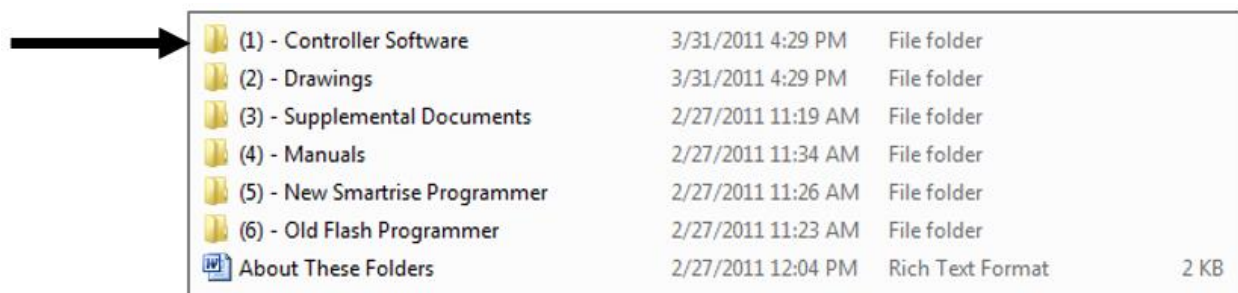 (1) - Controller Software 3/31/2011 4:29 PM File folder
(2) - Drawings 3/31/2011 4:29 PM File folder
(3) - Supplemental Documents 2/27/2011 11:19 AM File folder
(4) - Manuals 2/27/2011 11:34 AM File folder
(5) - New Smartrise Programmer 2/27/2011 11:26 AM File folder
(6) - Old Flash Programmer 2/27/2011 11:23 AM File folder
About These Folders 2/27/2011 12:04 PM Rich Text Format 2 KB